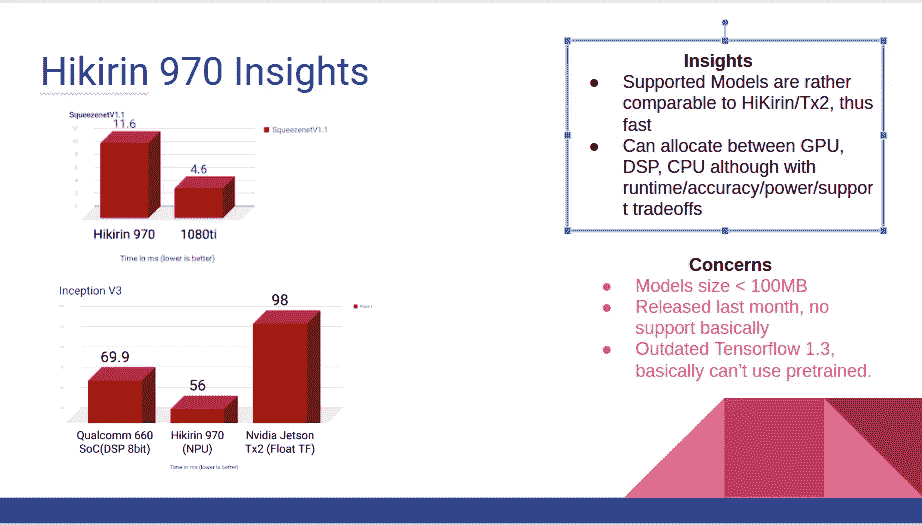 Hikirin 970 Insights
SqueezenetV1.1
11.6
4.6
SqueezenetV1.1
Hikirin 970
1080ti
Time in ms (lower is better)
Inception V3
69.9
56
98
Qualcomm 660
SoC(DSP 8bit)
Hikirin 970
(NPU)
Nvidia Jetson
Tx2 (Float TF)
Time in ms (lower is better)
Insights
● Supported Models are rather
comparable to HiKirin/Tx2, thus
fast
● Can allocate between GPU,
DSP, CPU although with
runtime/accuracy/power/suppor
t tradeoffs
Concerns
● Models size < 100MB
● Released last month, no
support basically
● Outdated Tensorflow 1.3,
basically can't use pretrained.